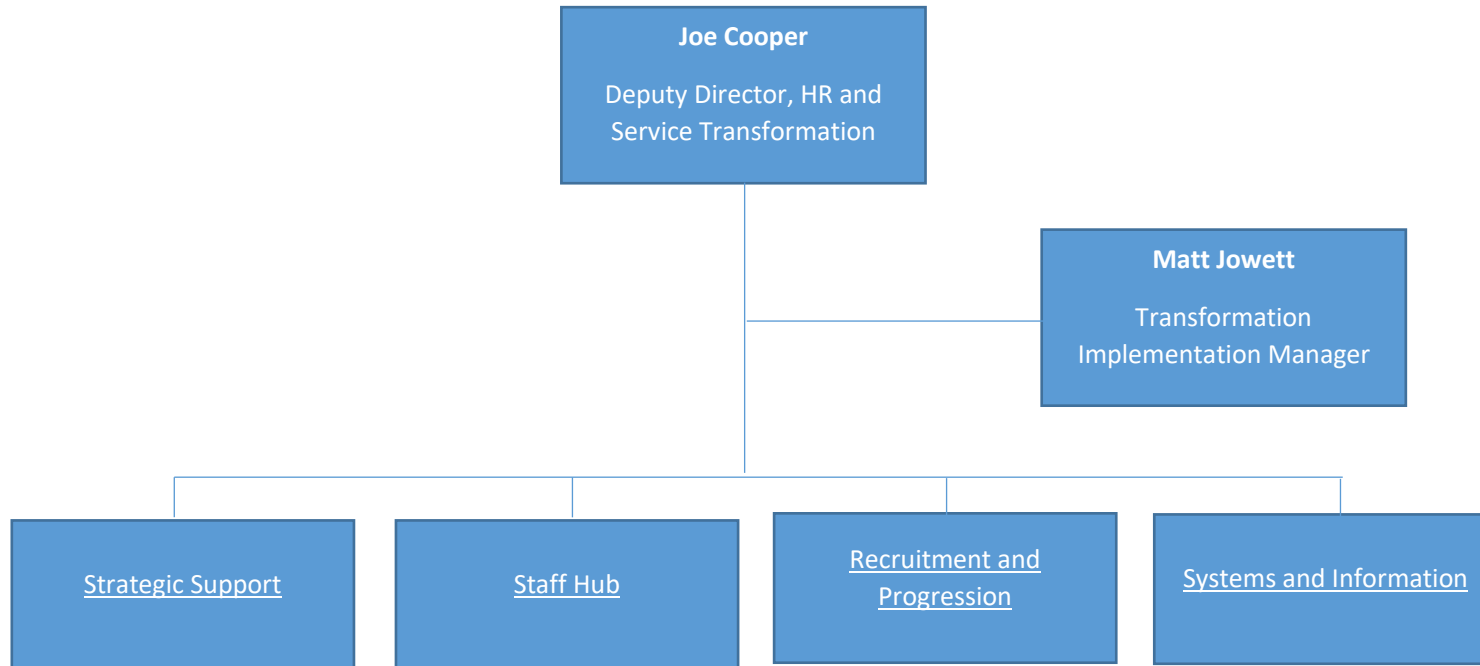 Joe Cooper
Deputy Director, HR and
Service Transformation
Matt Jowett
Transformation
Implementation Manager
Strategic Support
Staff Hub
Recruitment and
Progression
Systems and Information